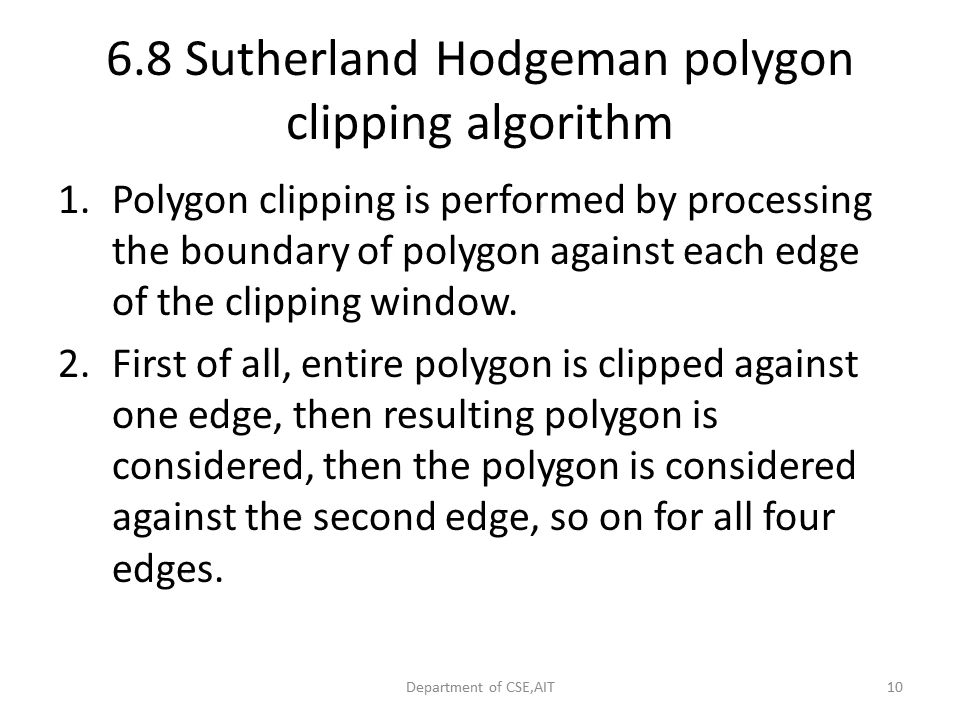 6.8 Sutherland Hodgeman polygon
clipping algorithm
1. Polygon clipping is performed by processing
the boundary of polygon against each edge
of the clipping window.
2. First of all, entire polygon is clipped against
one edge, then resulting polygon is
considered, then the polygon is considered
against the second edge, so on for all four
edges.
Department of CSE,AIT
10